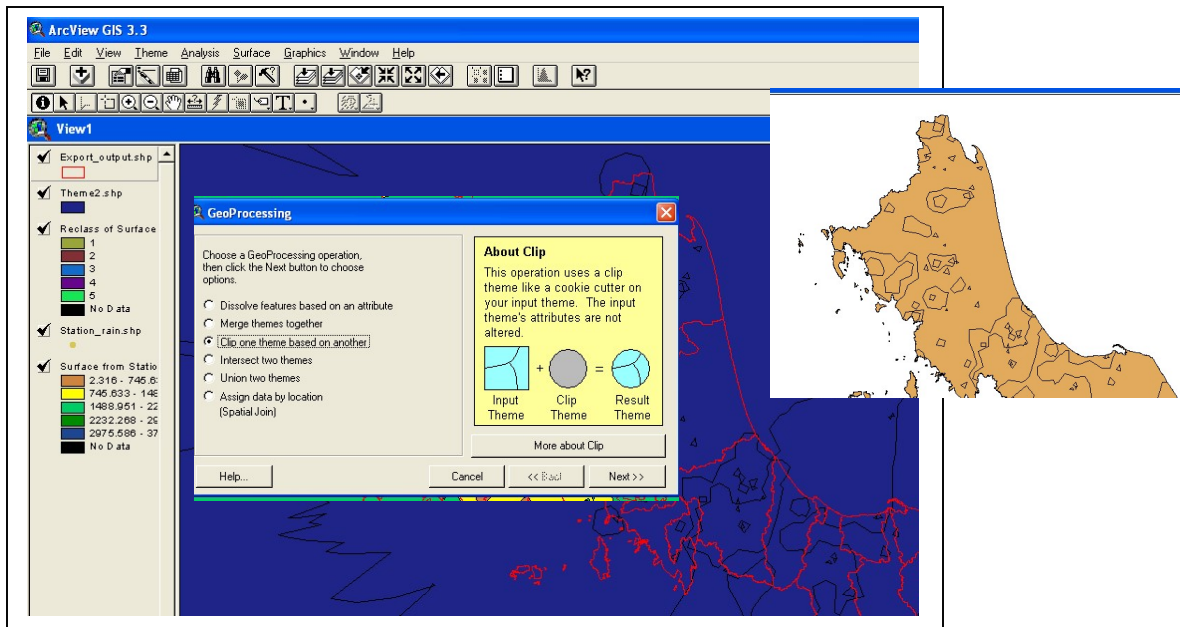 ArcView GIS 3.3
File Edit View Theme Analysis Surface Graphics Window Help
View1
Export_output.shp
Theme2.shp
Reclass of Surface
1
2
3
4
5
No Data
Station_rain.shp
Surface from Statio
2.316 - 745.6
745.633 - 148
1488.951 - 22
2232.268 - 29
2975.586 - 37
No Data
GeoProcessing
Choose a GeoProcessing operation,
then click the Next button to choose
options.
Dissolve features based on an attribute
Merge themes together
Clip one theme based on another
Intersect two themes
Union two themes
Assign data by location
(Spatial Join)
About Clip
This operation uses a clip
theme like a cookie cutter on
your input theme. The input
theme's attributes are not
altered.
+ =
Input Clip Result
Theme Theme Theme
More about Clip
Help... Cancel << Back Next >>